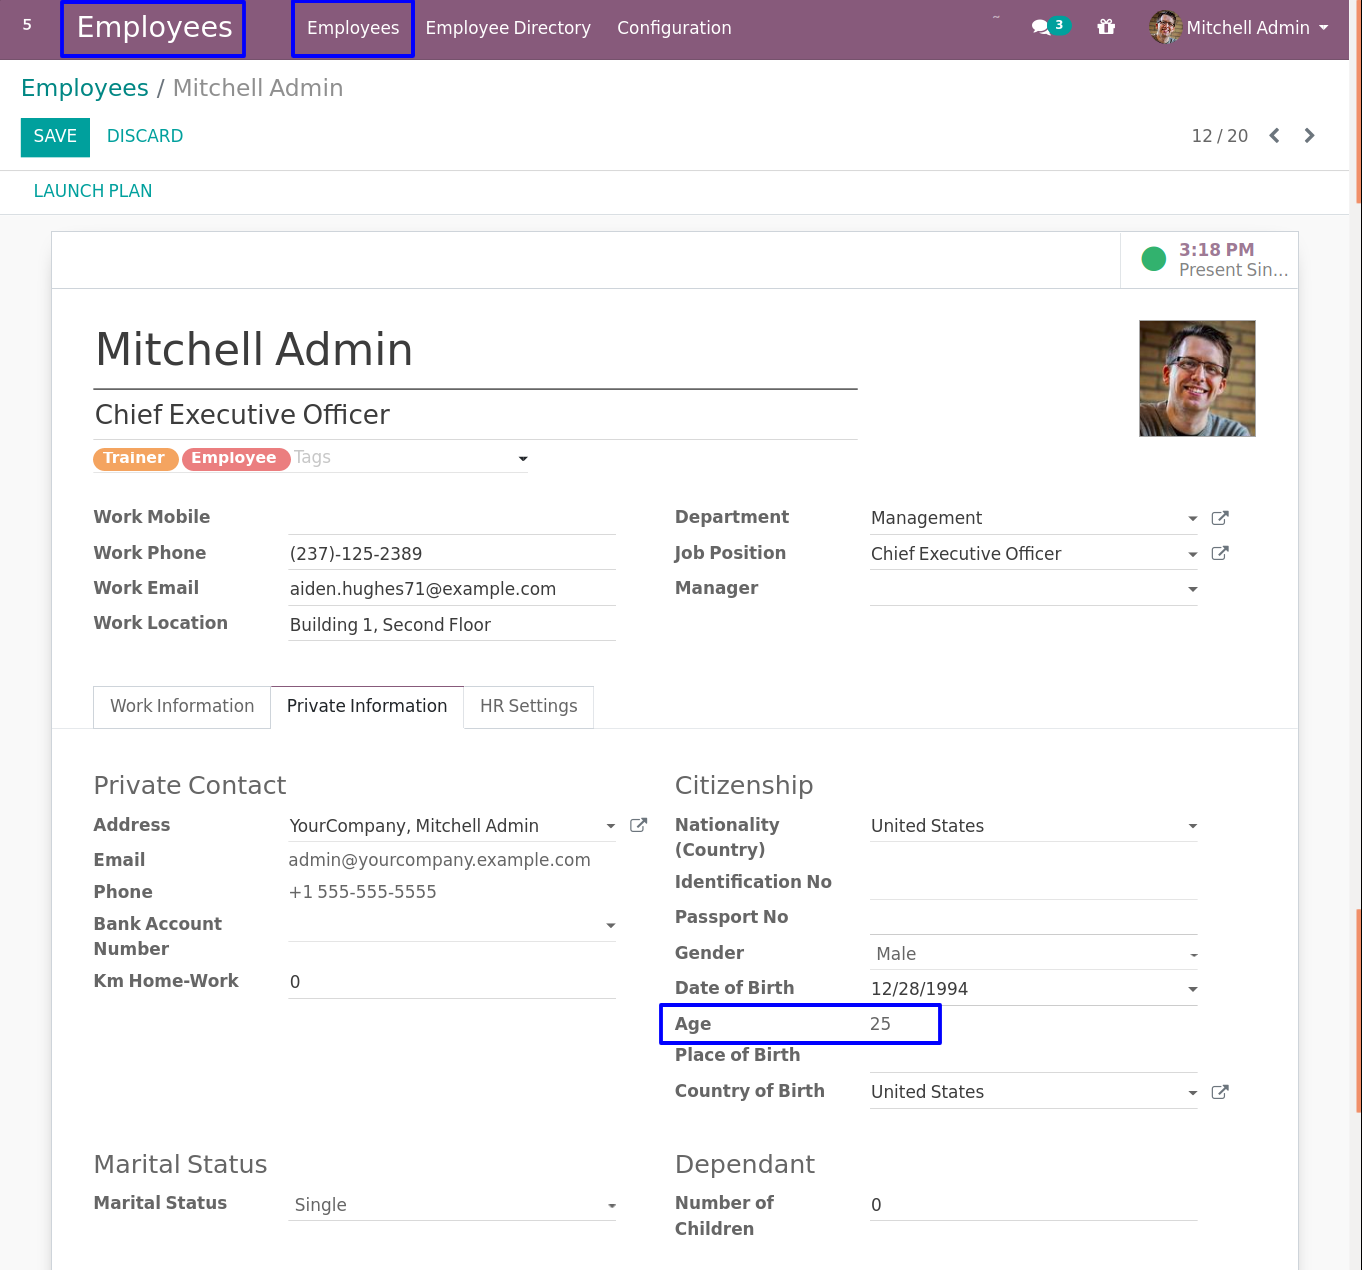 5 Employees Employees Employee Directory Configuration 3 Mitchell Admin
Employees / Mitchell Admin
SAVE DISCARD 12 / 20
LAUNCH PLAN
3:18 PM
Present Sin...
Mitchell Admin
Chief Executive Officer
Trainer Employee Tags
Work Mobile
Work Phone (237)-125-2389
Work Email aiden.hughes71@example.com
Work Location Building 1, Second Floor
Department Management
Job Position Chief Executive Officer
Manager
Work Information Private Information HR Settings
Private Contact
Address YourCompany, Mitchell Admin
Email admin@yourcompany.example.com
Phone +1 555-555-5555
Bank Account
Number
Km Home-Work 0
Citizenship
Nationality United States
(Country)
Identification No
Passport No
Gender Male
Date of Birth 12/28/1994
Age 25
Place of Birth
Country of Birth United States
Marital Status
Marital Status Single
Dependant
Number of 0
Children